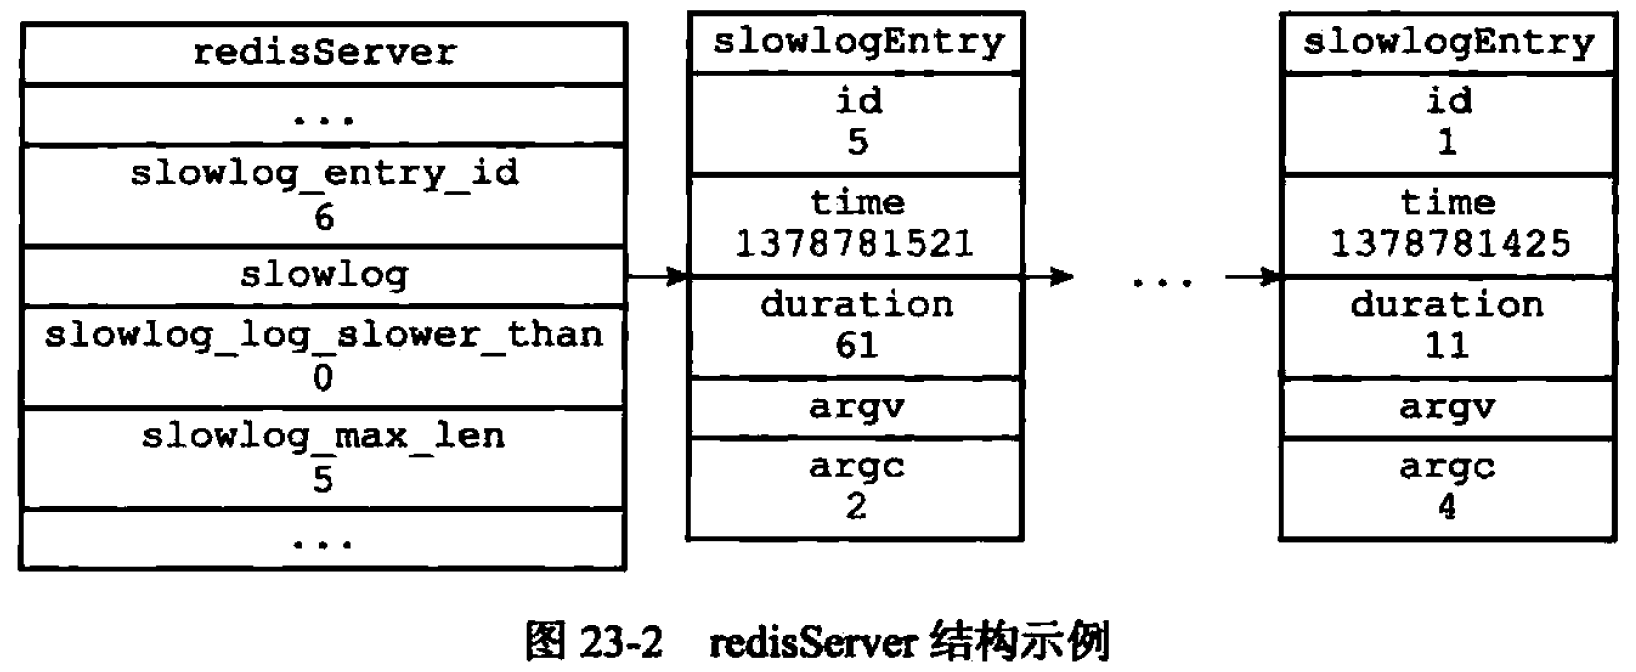 redisServer
...
slowlog_entry_id
6
slowlog
slowlog_log_slower_than
0
slowlog_max_len
5
...
slowlogEntry
id
5
time
1378781521
duration
61
argv
argc
2
...
slowlogEntry
id
1
time
1378781425
duration
11
argv
argc
4
图 23-2 redisServer 结构示例